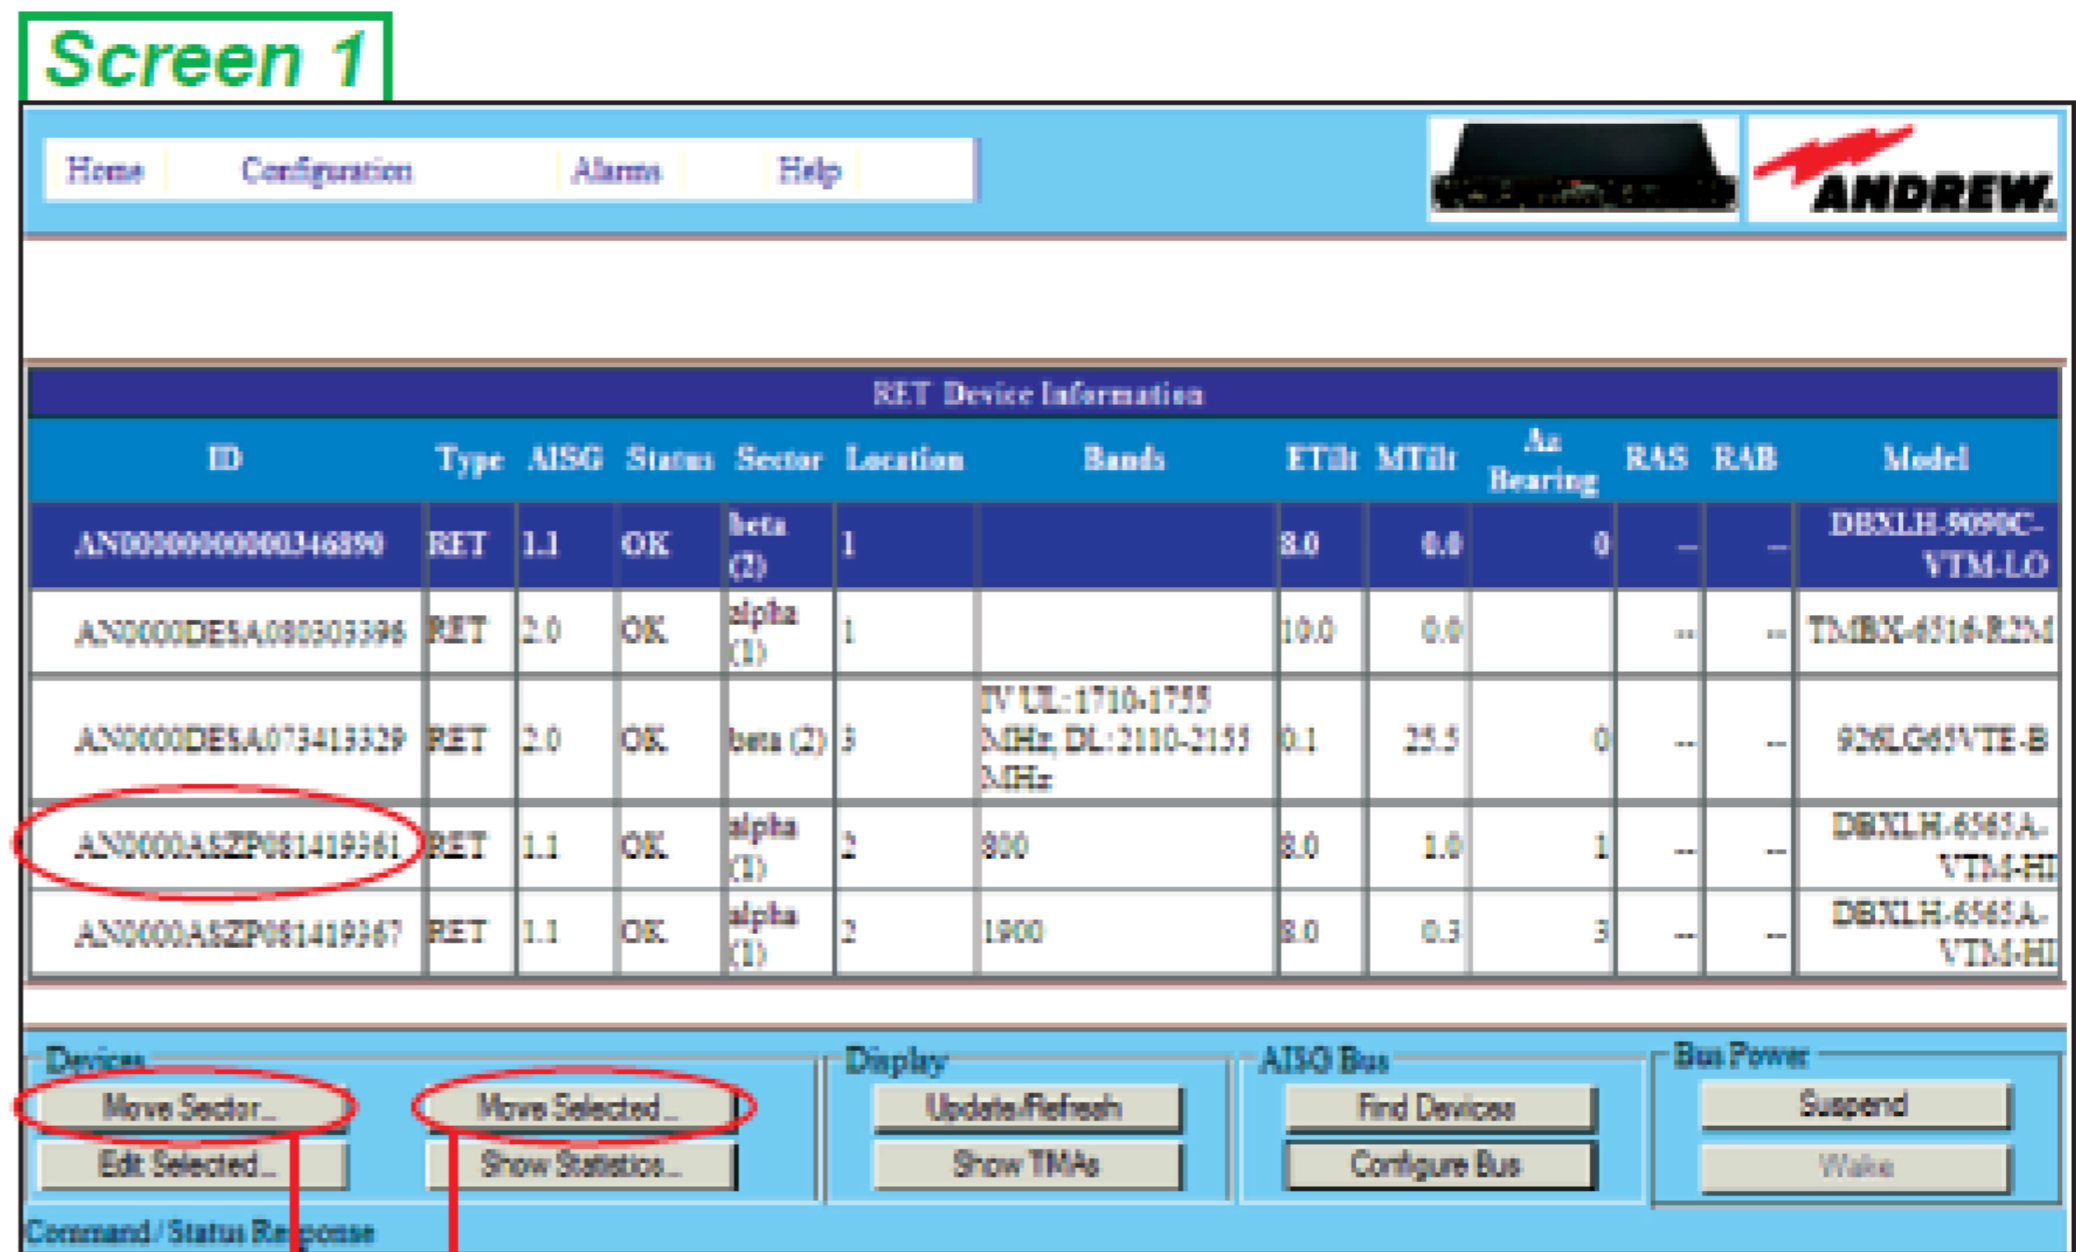 Screen 1
Home Configuration Alarms Help
ANDREW.
RET Device Information
ID Type AISG Status Sector Location Bands ETilt MTilt Az Bearing RAS RAB Model
AN00000000000346890 RET 1.1 OK beta (2) 1 8.0 0.0 0 -- -- DBXLH-9090C-VTM-LO
AN0000DESA080303396 RET 2.0 OK alpha (1) 1 10.0 0.0 -- -- TMBX-6516-R2M
AN0000DESA073413329 RET 2.0 OK beta (2) 3 IV UL: 1710-1755 MHz, DL: 2110-2155 MHz 0.1 25.5 0 -- -- 926LG65VTE-B
AN0000ASZP081419361 RET 1.1 OK alpha (1) 2 800 8.0 1.0 1 -- -- DBXLH-6565A-VTM-HI
AN0000ASZP081419367 RET 1.1 OK alpha (1) 2 1900 8.0 0.3 3 -- -- DBXLH-6565A-VTM-HI
Devices Display AISG Bus Bus Power
Move Sector... Move Selected... Update/Refresh Find Devices Suspend
Edit Selected... Show Statistics... Show TMAs Configure Bus Wake
Command / Status Response